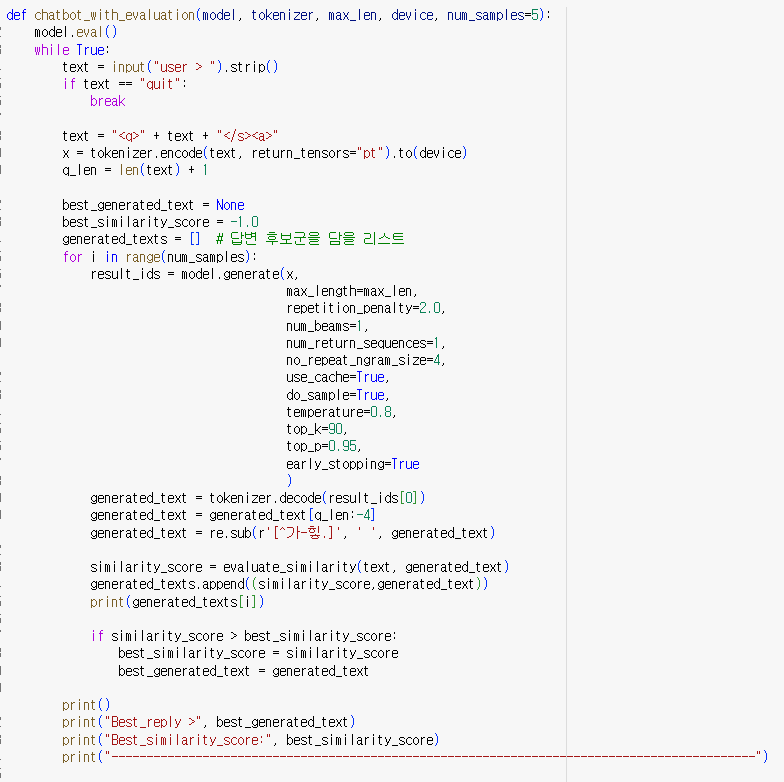 def chatbot_with_evaluation(model, tokenizer, max_len, device, num_samples=5):
    model.eval()
    while True:
        text = input("user > ").strip()
        if text == "quit":
            break

        text = "<q>" + text + "</s><a>"
        x = tokenizer.encode(text, return_tensors="pt").to(device)
        q_len = len(text) + 1

        best_generated_text = None
        best_similarity_score = -1.0
        generated_texts = []  # 답변 후보군을 담을 리스트
        for i in range(num_samples):
            result_ids = model.generate(x,
                                        max_length=max_len,
                                        repetition_penalty=2.0,
                                        num_beams=1,
                                        num_return_sequences=1,
                                        no_repeat_ngram_size=4,
                                        use_cache=True,
                                        do_sample=True,
                                        temperature=0.8,
                                        top_k=90,
                                        top_p=0.95,
                                        early_stopping=True
                                        )
            generated_text = tokenizer.decode(result_ids[0])
            generated_text = generated_text[q_len:-4]
            generated_text = re.sub(r'[^가-힣.]', ' ', generated_text)

            similarity_score = evaluate_similarity(text, generated_text)
            generated_texts.append((similarity_score,generated_text))
            print(generated_texts[i])

            if similarity_score > best_similarity_score:
                best_similarity_score = similarity_score
                best_generated_text = generated_text

        print()
        print("Best_reply >", best_generated_text)
        print("Best_similarity_score:", best_similarity_score)
        print("--------------------------------------------------------------------------------------------")